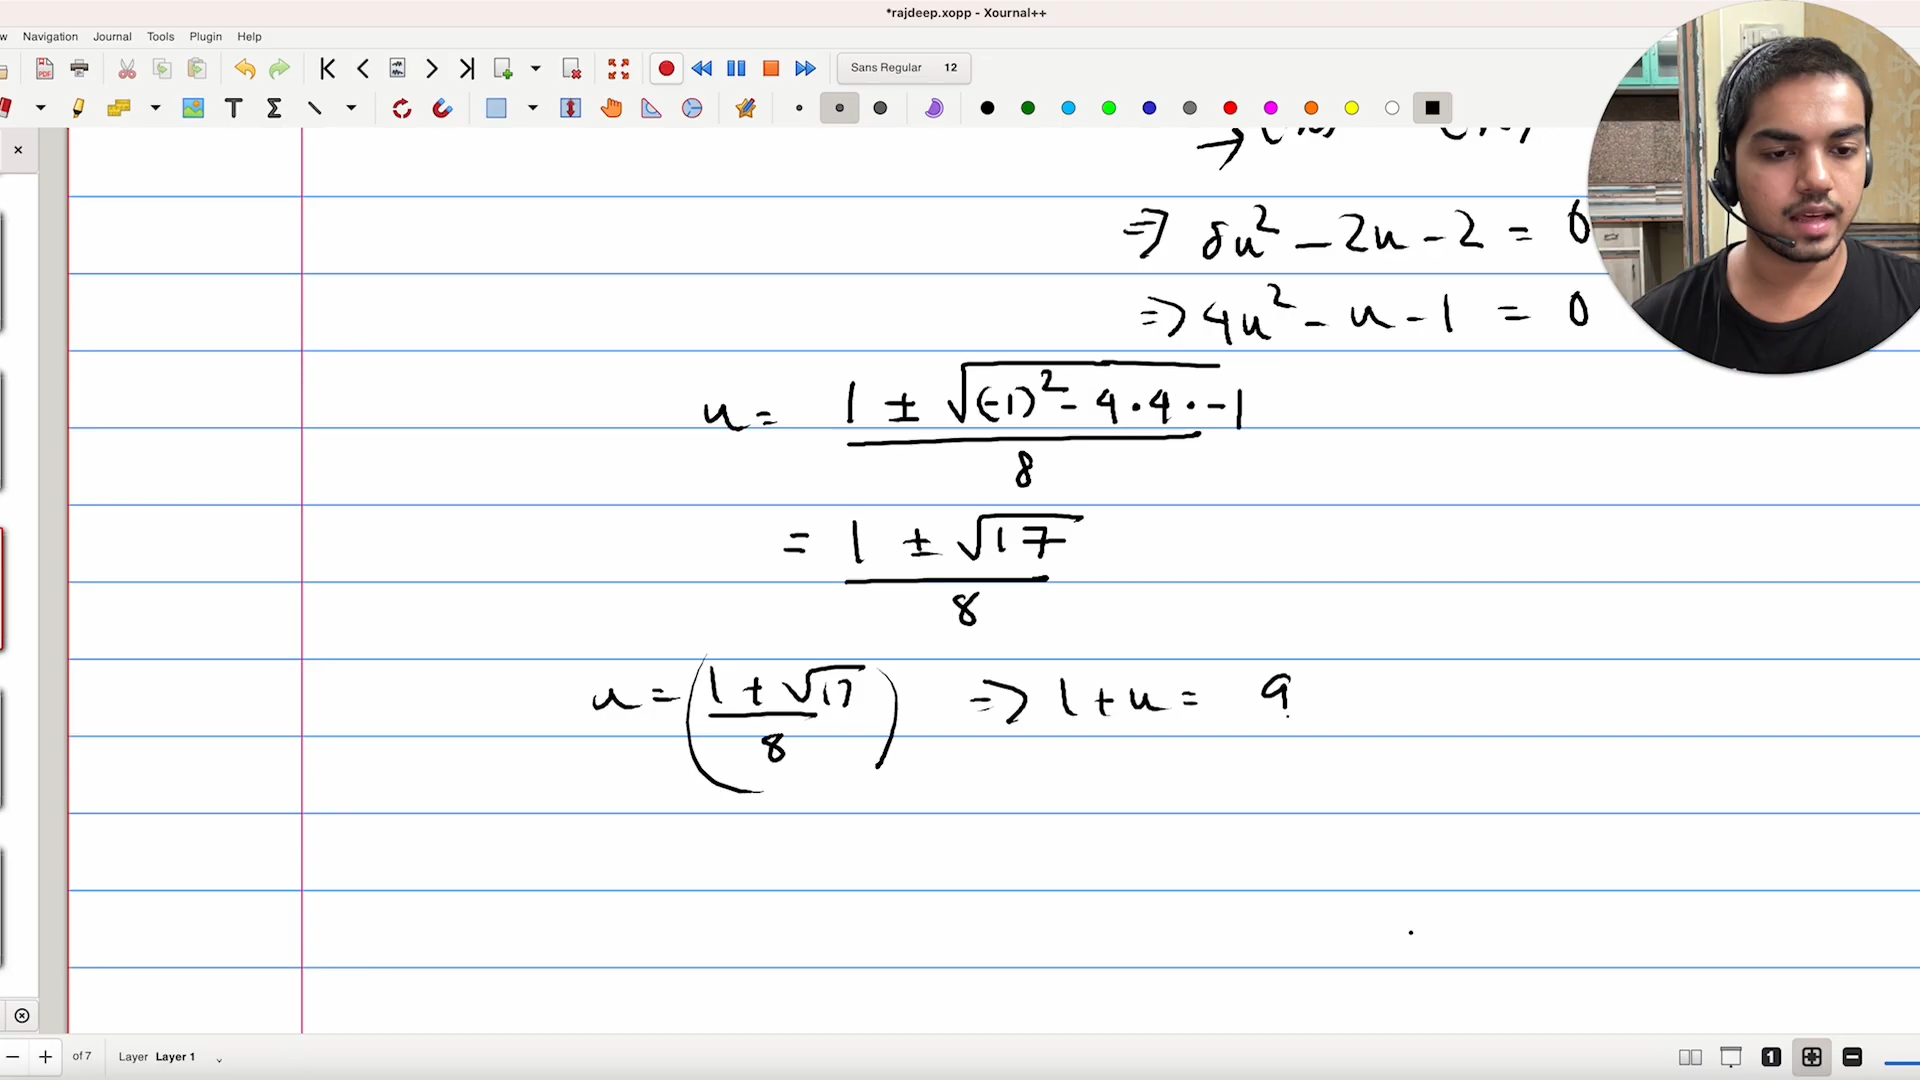 *rajdeep.xopp - Xournal++
Navigation Journal Tools Plugin Help
Sans Regular 12
⇒ 8u² - 2u - 2 = 0
⇒ 4u² - u - 1 = 0
u = 1 ± √(-1)² - 4·4·-1
8
= 1 ± √17
8
u = (1 + √17 ⇒ 1 + u = 9
8)
of 7 Layer Layer 1